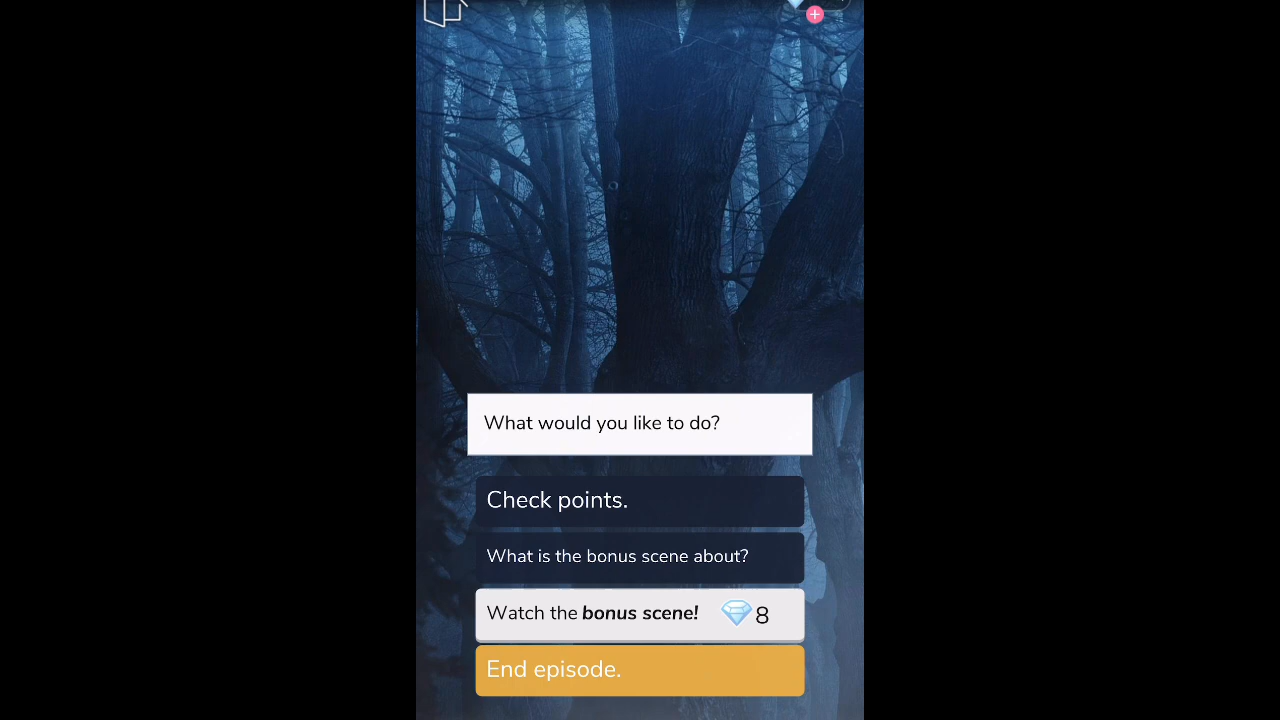 What would you like to do?
Check points.
What is the bonus scene about?
Watch the bonus scene! 8
End episode.